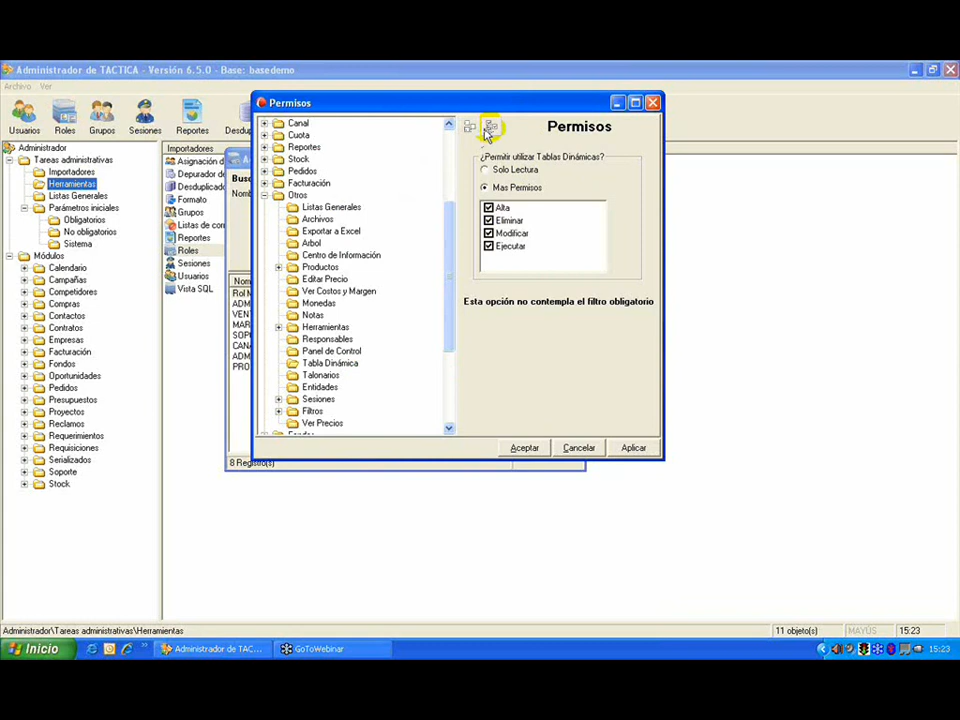 Administrador de TACTICA - Versión 6.5.0 - Base: basedemo
Archivo Ver
Usuarios
Roles
Grupos
Sesiones
Reportes
Administrador
Tareas administrativas
Importadores
Herramientas
Listas Generales
Parámetros iniciales
Obligatorios
No obligatorios
Sistema
Módulos
Calendario
Campañas
Competidores
Compras
Contactos
Contratos
Empresas
Facturación
Fondos
Oportunidades
Pedidos
Presupuestos
Proyectos
Reclamos
Requerimientos
Requisiciones
Serializados
Soporte
Stock
Importadores
Asignación d
Depurador de
Desduplicado
Formato
Grupos
Listas de con
Reportes
Roles
Sesiones
Usuarios
Vista SQL
8 Registro(s)
Permisos
Canal
Cuota
Reportes
Stock
Pedidos
Facturación
Otros
Listas Generales
Archivos
Exportar a Excel
Arbol
Centro de Información
Productos
Editar Precio
Ver Costos y Margen
Monedas
Notas
Herramientas
Responsables
Panel de Control
Tabla Dinámica
Talonarios
Entidades
Sesiones
Filtros
Ver Precios
Permisos
¿Permitir utilizar Tablas Dinámicas?
Solo Lectura
Mas Permisos
Alta
Eliminar
Modificar
Ejecutar
Esta opción no contempla el filtro obligatorio
Aceptar
Cancelar
Aplicar
Administrador\Tareas administrativas\Herramientas
11 objeto(s)
MAYÚS
15:23
Inicio
Administrador de TAC...
GoToWebinar
15:23